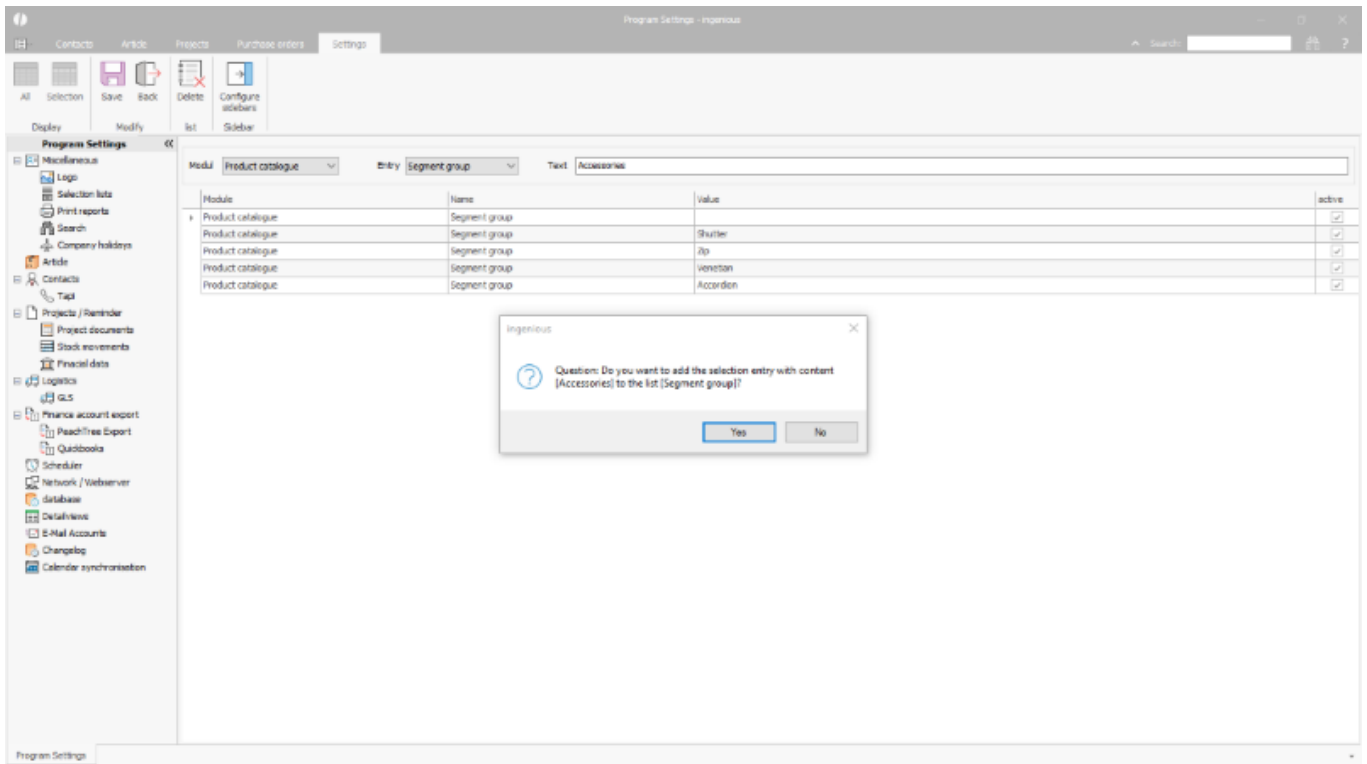 Program Settings - ingenious
Contacts Article Projects Purchase orders Settings Search: ?
All Selection Save Back Delete Configure sidebars
Display Modify list Sidebar
Program Settings «
Miscellaneous
Logo
Selection lists
Print reports
Search
Company holidays
Article
Contacts
Tapi
Projects / Reminder
Project documents
Stock movements
Finaciel data
Logistics
GLS
Finance account export
PeachTree Export
Quickbooks
Scheduler
Network / Webserver
database
Detailviews
E-Mail Accounts
Changelog
Calendar synchronisation
Modul Product catalogue Entry Segment group Text Accessories
Module Name Value active
Product catalogue Segment group
Product catalogue Segment group Shutter
Product catalogue Segment group Zip
Product catalogue Segment group Venetian
Product catalogue Segment group Accordion
ingenious
Question: Do you want to add the selection entry with content
[Accessories] to the list [Segment group]?
Yes No
Program Settings